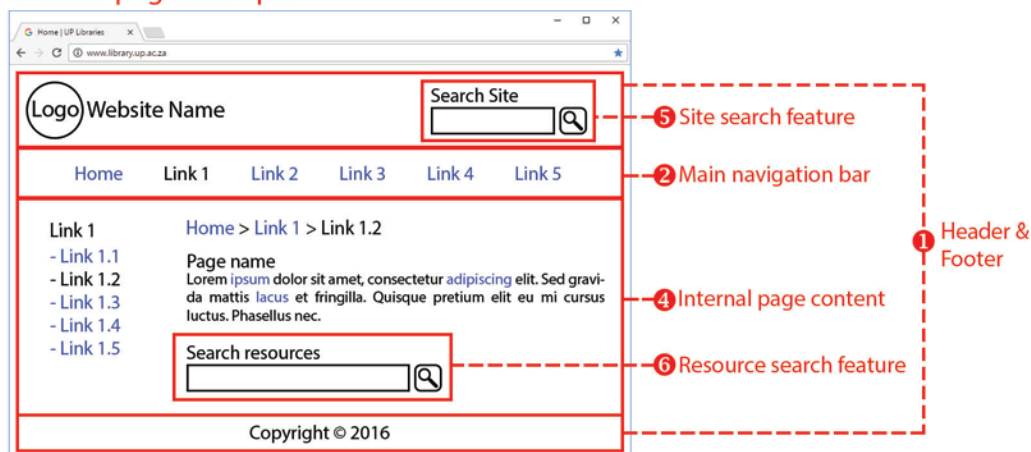 Home | UP Libraries
www.library.up.ac.za
Logo
Website Name
Search Site
Home Link 1 Link 2 Link 3 Link 4 Link 5
Link 1
- Link 1.1
- Link 1.2
- Link 1.3
- Link 1.4
- Link 1.5
Home > Link 1 > Link 1.2
Page name
Lorem ipsum dolor sit amet, consectetur adipiscing elit. Sed gravi-
da mattis lacus et fringilla. Quisque pretium elit eu mi cursus
luctus. Phasellus nec.
Search resources
Copyright © 2016
5 Site search feature
2 Main navigation bar
1 Header &
Footer
4 Internal page content
6 Resource search feature